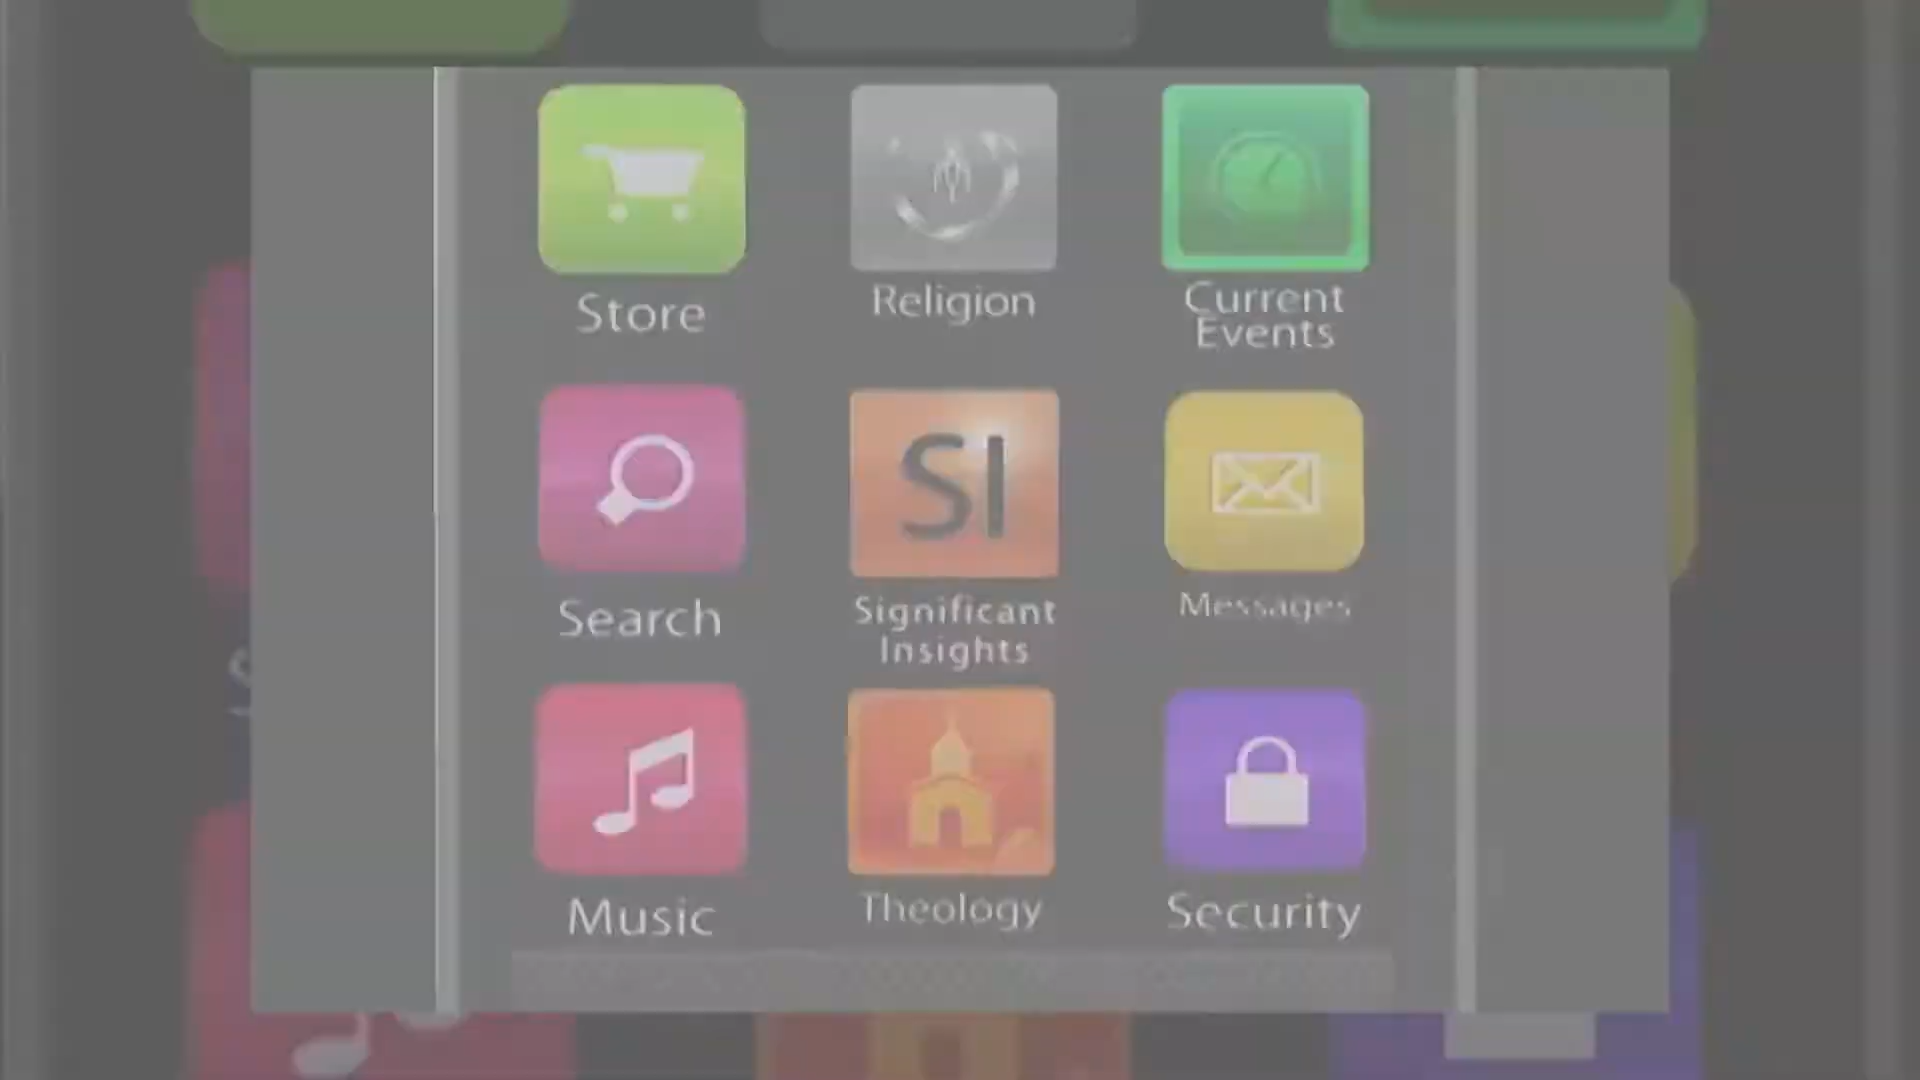 Store
Religion
Current
Events
Search
SI
Significant
Insights
Messages
Music
Theology
Security